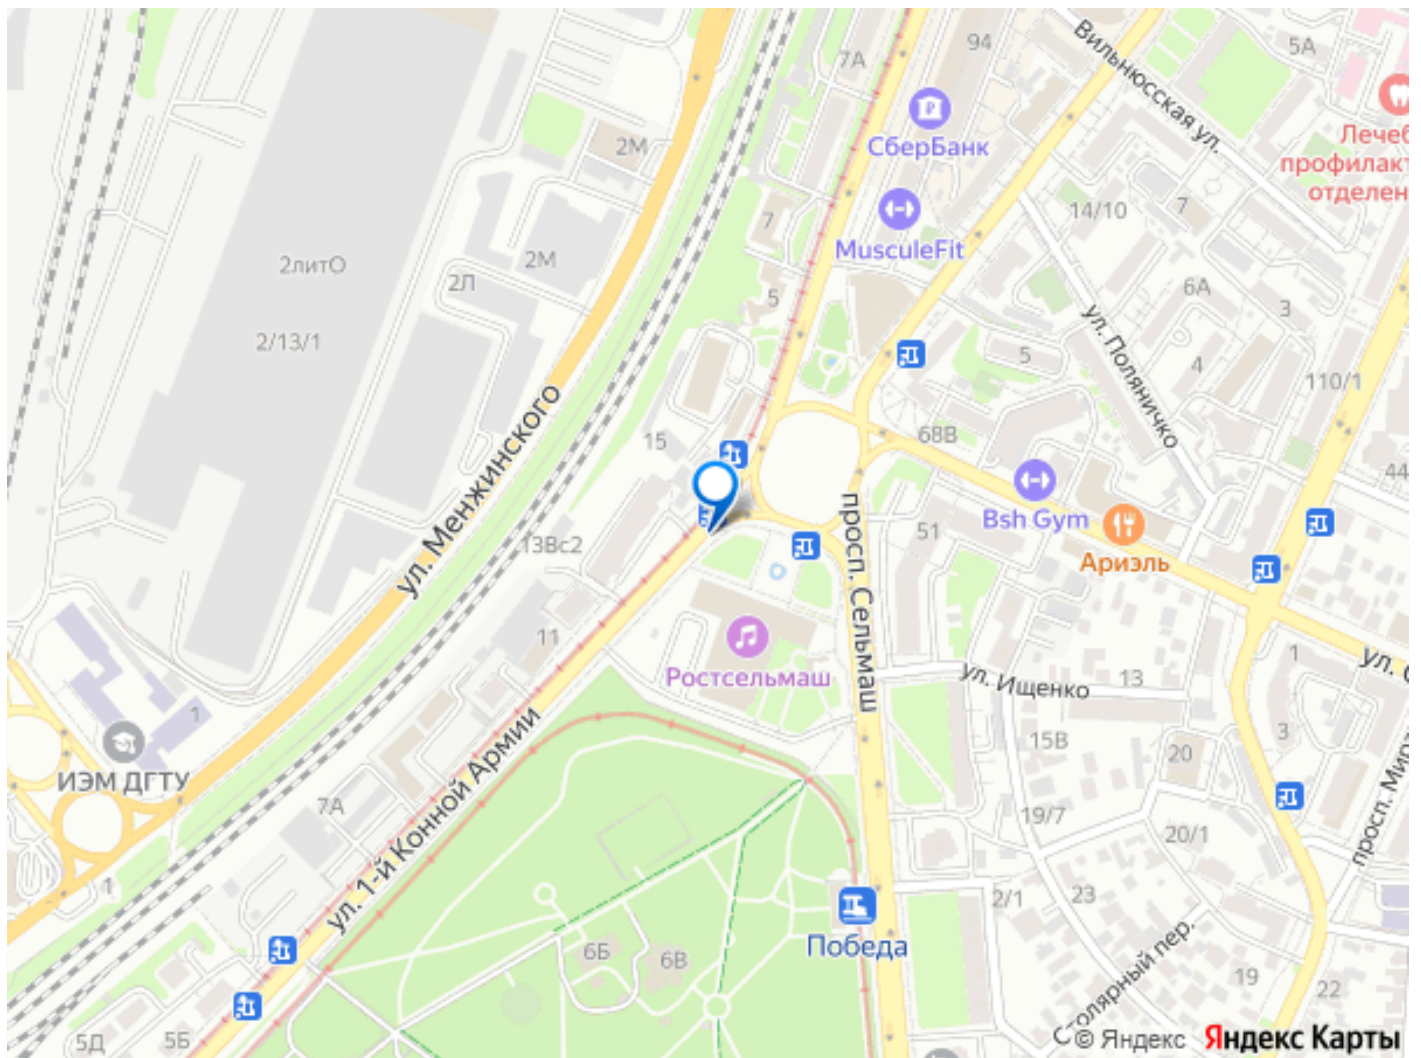 94
7А
5А
Вильнюсская ул.
СберБанк
2М
Лечеб
профилакт
отделен
MusculeFit
14/10
7
7
2литО
2М
2Л
5
6А
3
2/13/1
ул. Поляничко
5
4
110/1
ул. Менжинского
15
68В
44
Bsh Gym
просп. Сельмаш
51
13Вс2
Ариэль
11
Ростсельмаш
ул. Ищенко
13
1
ул. С
1
ИЭМ ДГТУ
ул. 1-й Конной Армии
15В
20
3
просп. Мира
7А
19/7
20/1
1
2/1
23
Победа
6Б
6В
Столярный пер.
19
22
5Д
5Б
© Яндекс
Яндекс Карты